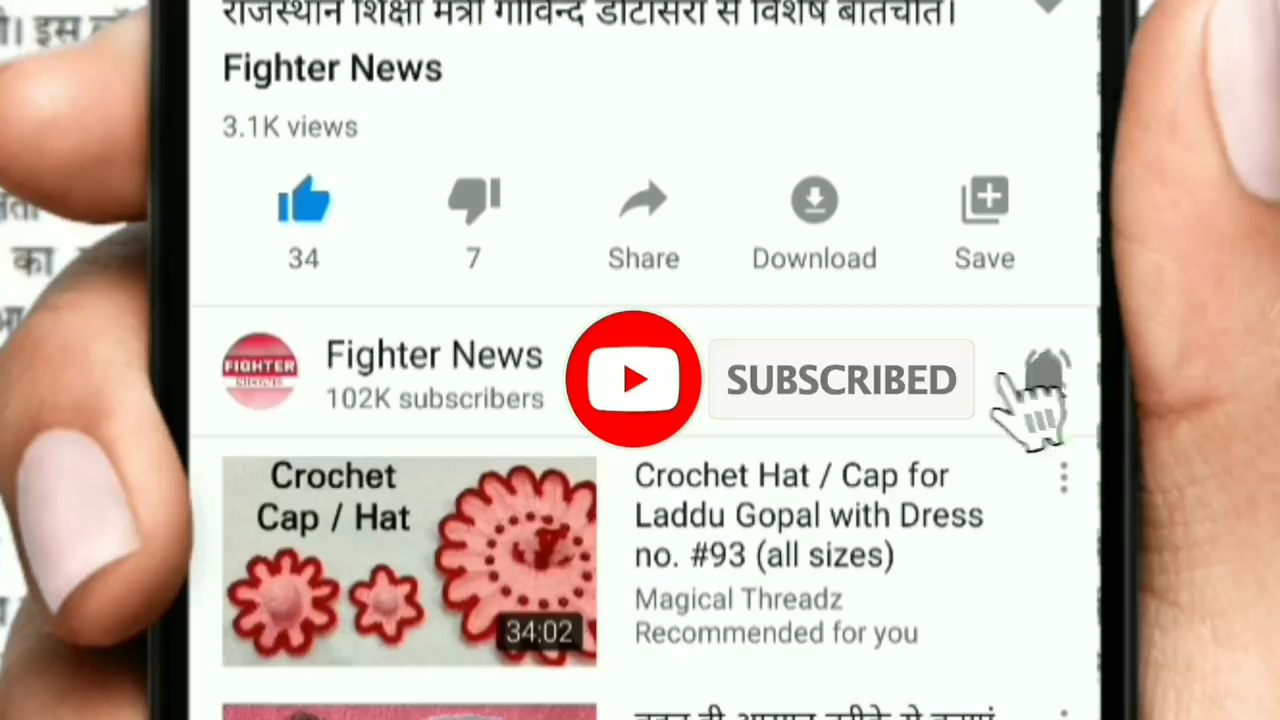 राजस्थान शिक्षा मंत्री गोविन्द डोटासरा से विशेष बातचीत।
Fighter News
3.1K views
34
7
Share
Download
Save
FIGHTER
Fighter News
102K subscribers
SUBSCRIBED
Crochet
Cap / Hat
34:02
Crochet Hat / Cap for
Laddu Gopal with Dress
no. #93 (all sizes)
Magical Threadz
Recommended for you
इस
का